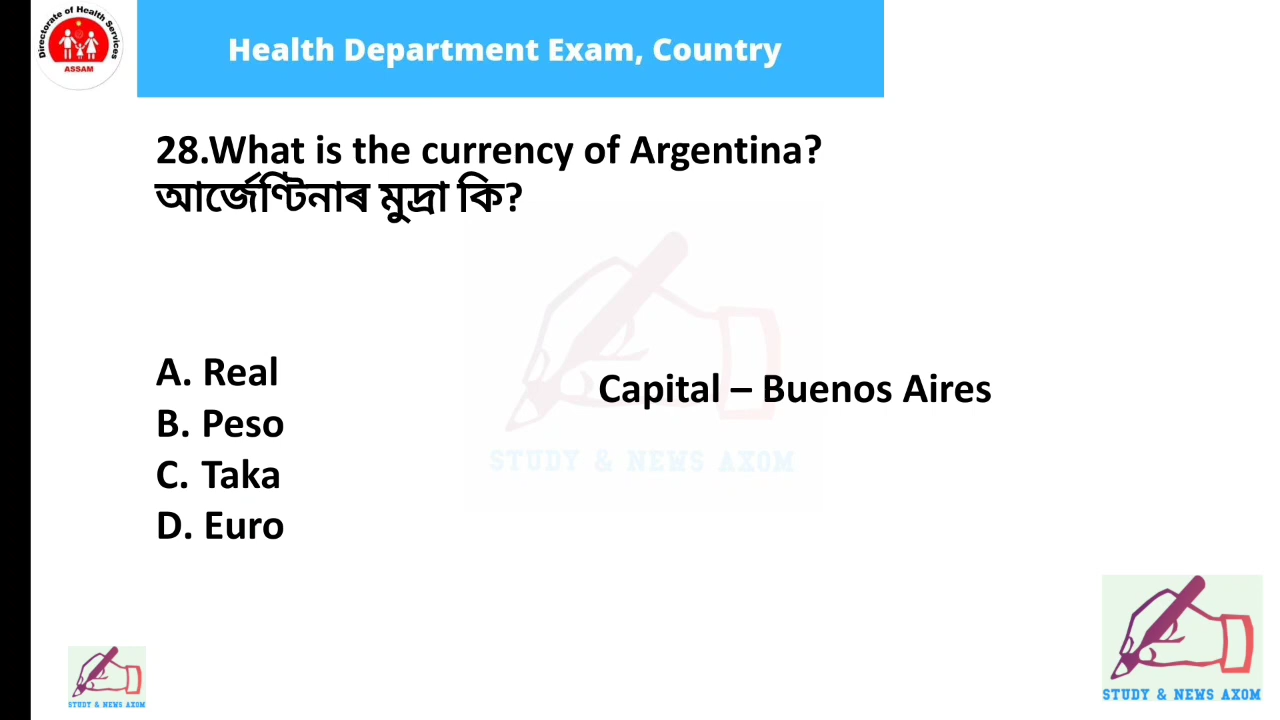 Directorate of Health Services
ASSAM
Health Department Exam, Country
28.What is the currency of Argentina?
আৰ্জেণ্টিনাৰ মুদ্ৰা কি?
A. Real
B. Peso
C. Taka
D. Euro
Capital – Buenos Aires
STUDY & NEWS AXOM
STUDY & NEWS AXOM
STUDY & NEWS AXOM